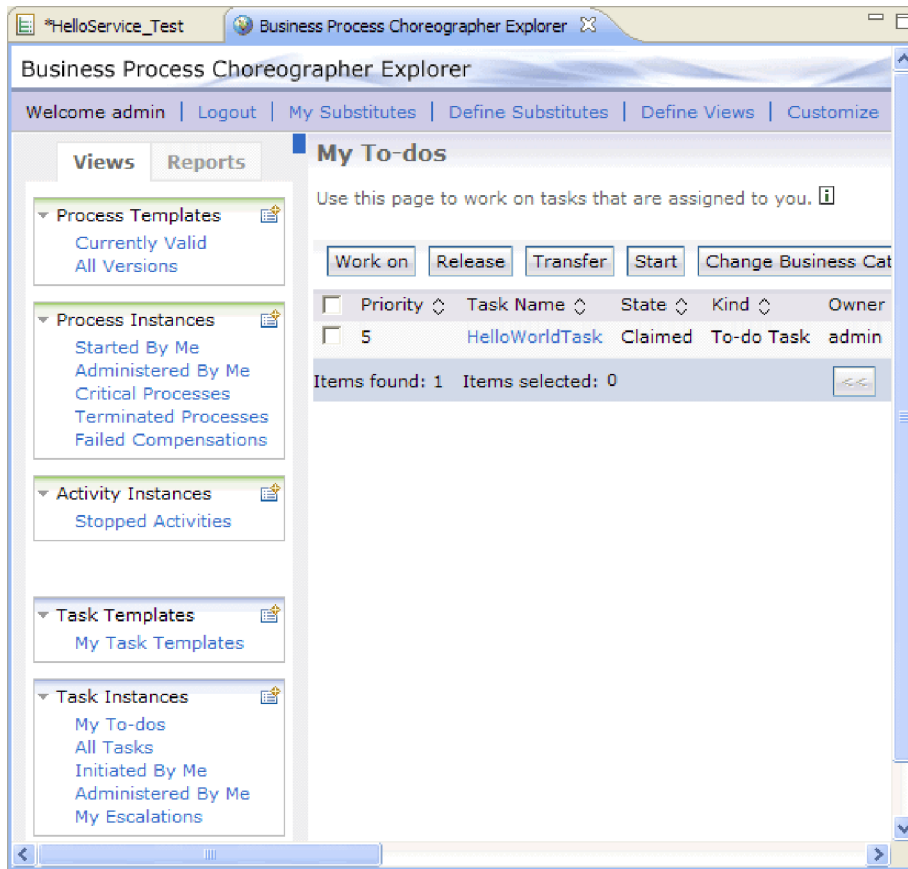 *HelloService_Test
Business Process Choreographer Explorer
Business Process Choreographer Explorer
Welcome admin | Logout | My Substitutes | Define Substitutes | Define Views | Customize
Views
Reports
Process Templates
Currently Valid
All Versions
Process Instances
Started By Me
Administered By Me
Critical Processes
Terminated Processes
Failed Compensations
Activity Instances
Stopped Activities
Task Templates
My Task Templates
Task Instances
My To-dos
All Tasks
Initiated By Me
Administered By Me
My Escalations
My To-dos
Use this page to work on tasks that are assigned to you. i
Work on Release Transfer Start Change Business Cat
Priority Task Name State Kind Owner
5 HelloWorldTask Claimed To-do Task admin
Items found: 1 Items selected: 0 <<